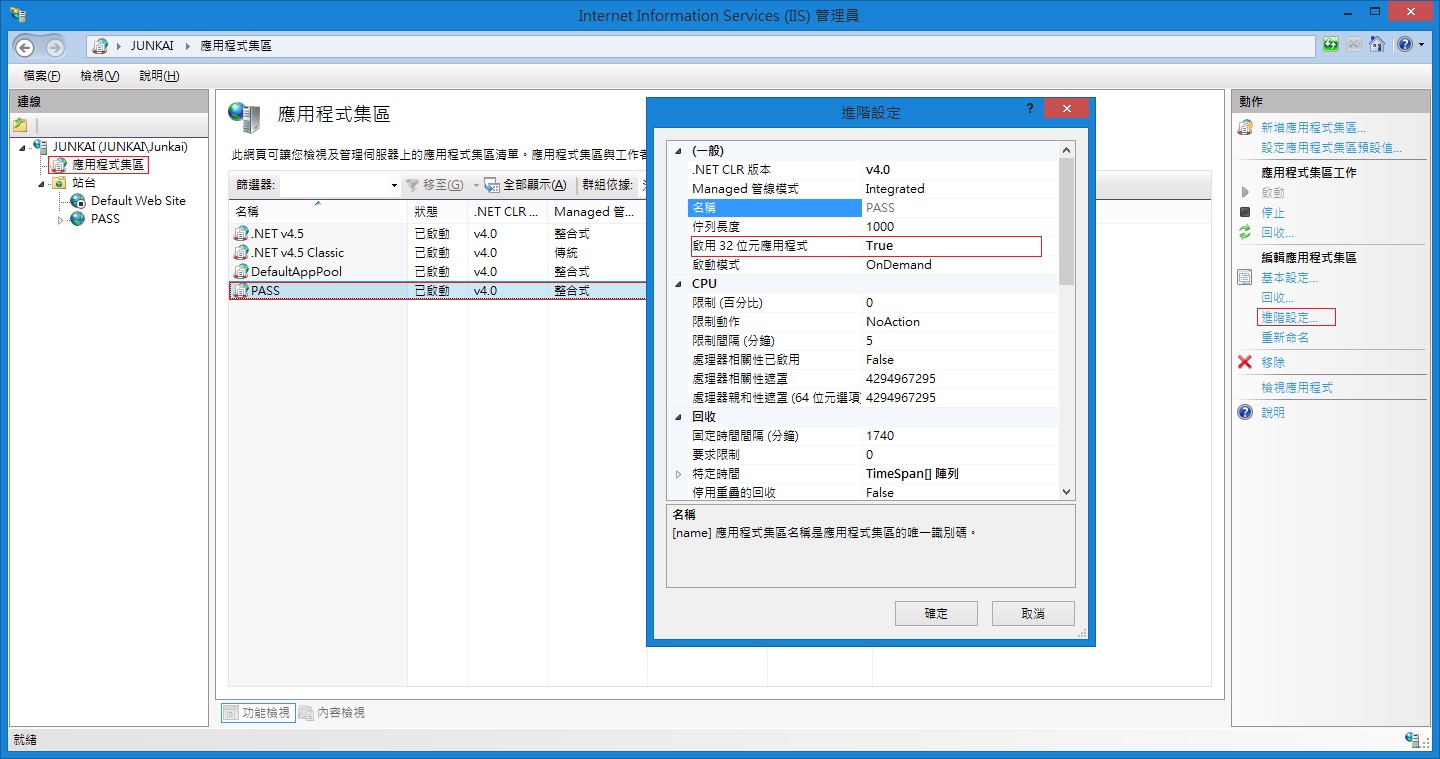 Internet Information Services (IIS) 管理員
JUNKAI 應用程式集區
檔案(F) 檢視(V) 說明(H)
連線
JUNKAI (JUNKAI\Junkai)
應用程式集區
站台
Default Web Site
PASS
應用程式集區
此網頁可讓您檢視及管理伺服器上的應用程式集區清單。應用程式集區與工作
篩選器: 移至(G) 全部顯示(A) 群組依據:
名稱 狀態 .NET CLR ... Managed 管...
.NET v4.5 已啟動 v4.0 整合式
.NET v4.5 Classic 已啟動 v4.0 傳統
DefaultAppPool 已啟動 v4.0 整合式
PASS 已啟動 v4.0 整合式
功能檢視 內容檢視
就緒
進階設定
(一般)
.NET CLR 版本 v4.0
Managed 管線模式 Integrated
名稱 PASS
佇列長度 1000
啟用 32 位元應用程式 True
啟動模式 OnDemand
CPU
限制 (百分比) 0
限制動作 NoAction
限制間隔 (分鐘) 5
處理器相關性已啟用 False
處理器相關性遮罩 4294967295
處理器親和性遮罩 (64 位元選項 4294967295
回收
固定時間間隔 (分鐘) 1740
要求限制 0
特定時間 TimeSpan[] 陣列
停用重疊的回收 False
名稱
[name] 應用程式集區名稱是應用程式集區的唯一識別碼。
確定 取消
動作
新增應用程式集區...
設定應用程式集區預設值...
應用程式集區工作
啟動
停止
回收...
編輯應用程式集區
基本設定...
回收...
進階設定...
重新命名
移除
檢視應用程式
說明